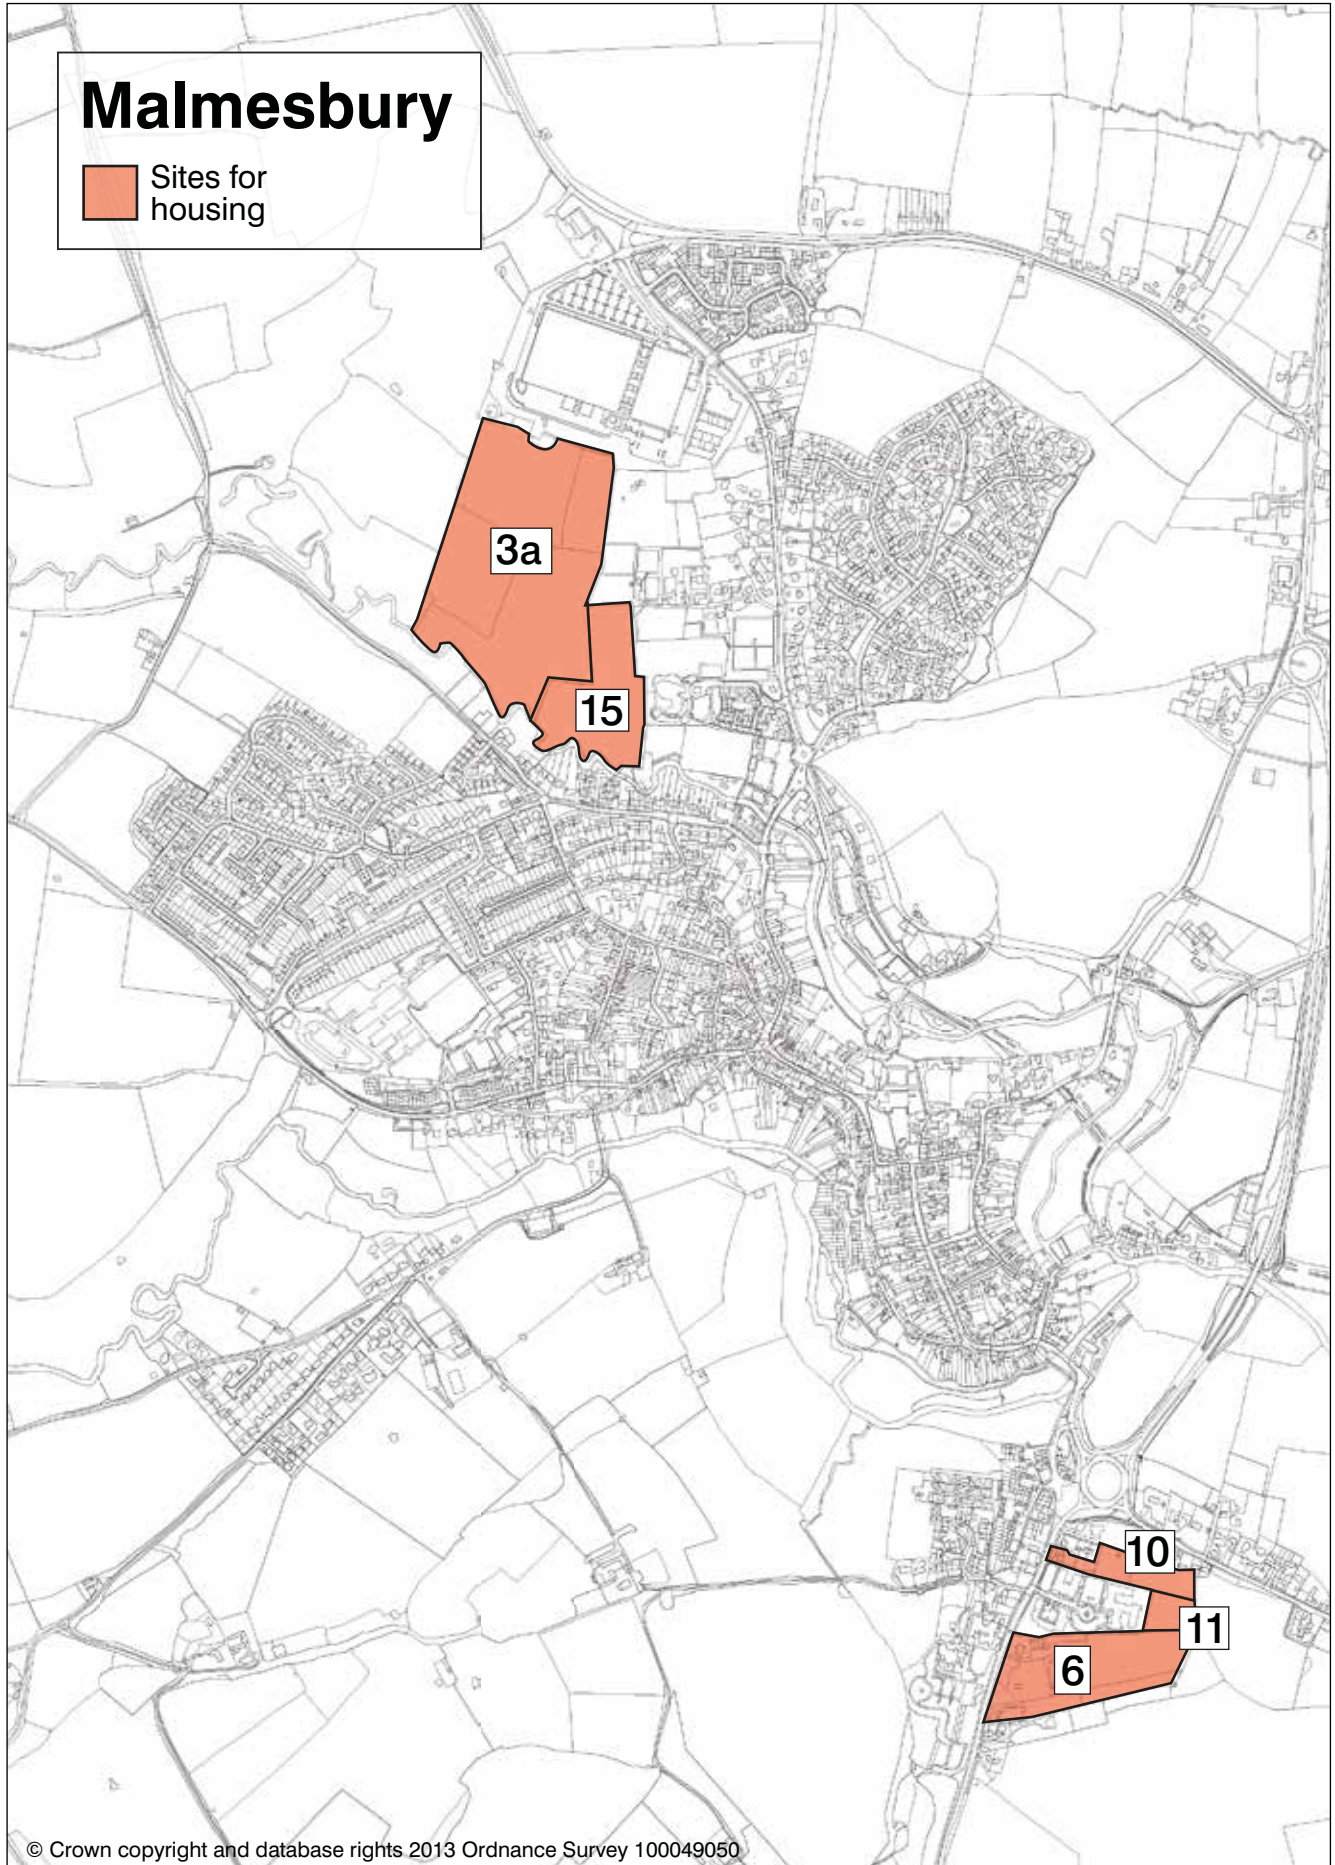 Malmesbury
Sites for
housing
3a
15
10
11
6
© Crown copyright and database rights 2013 Ordnance Survey 100049050